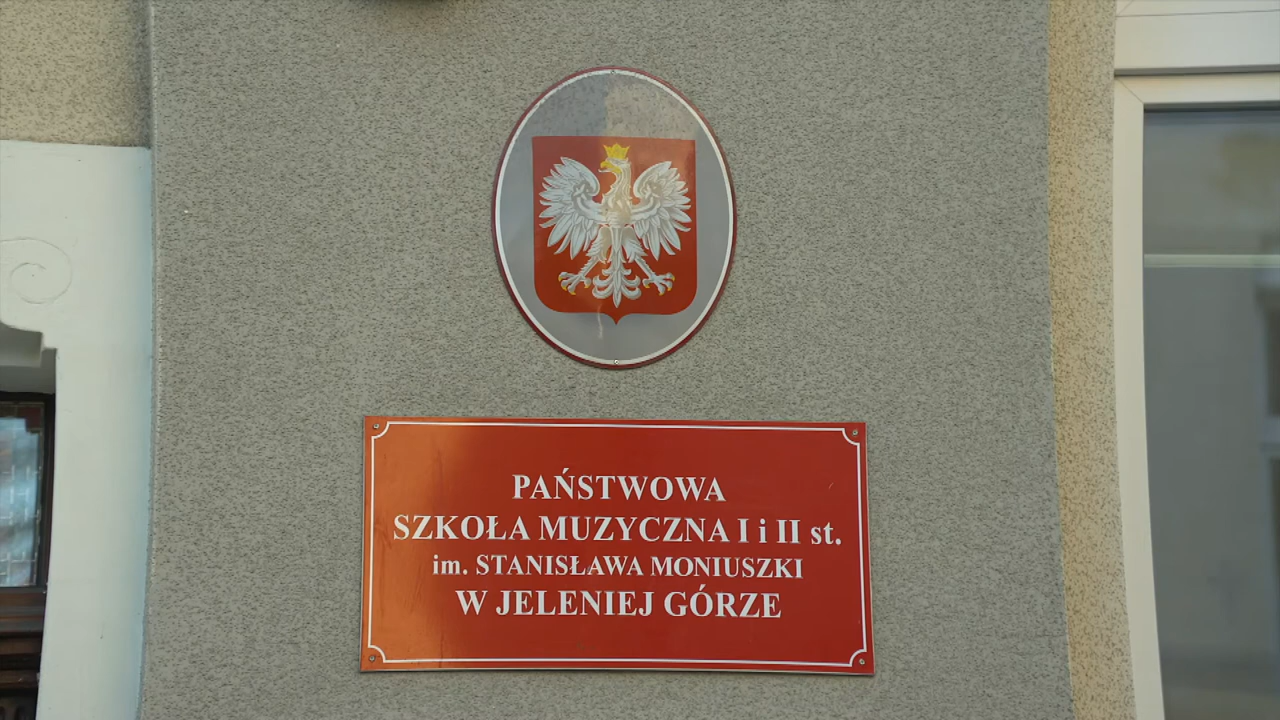 PAŃSTWOWA
SZKOŁA MUZYCZNA I i II st.
im. STANISŁAWA MONIUSZKI
W JELENIEJ GÓRZE